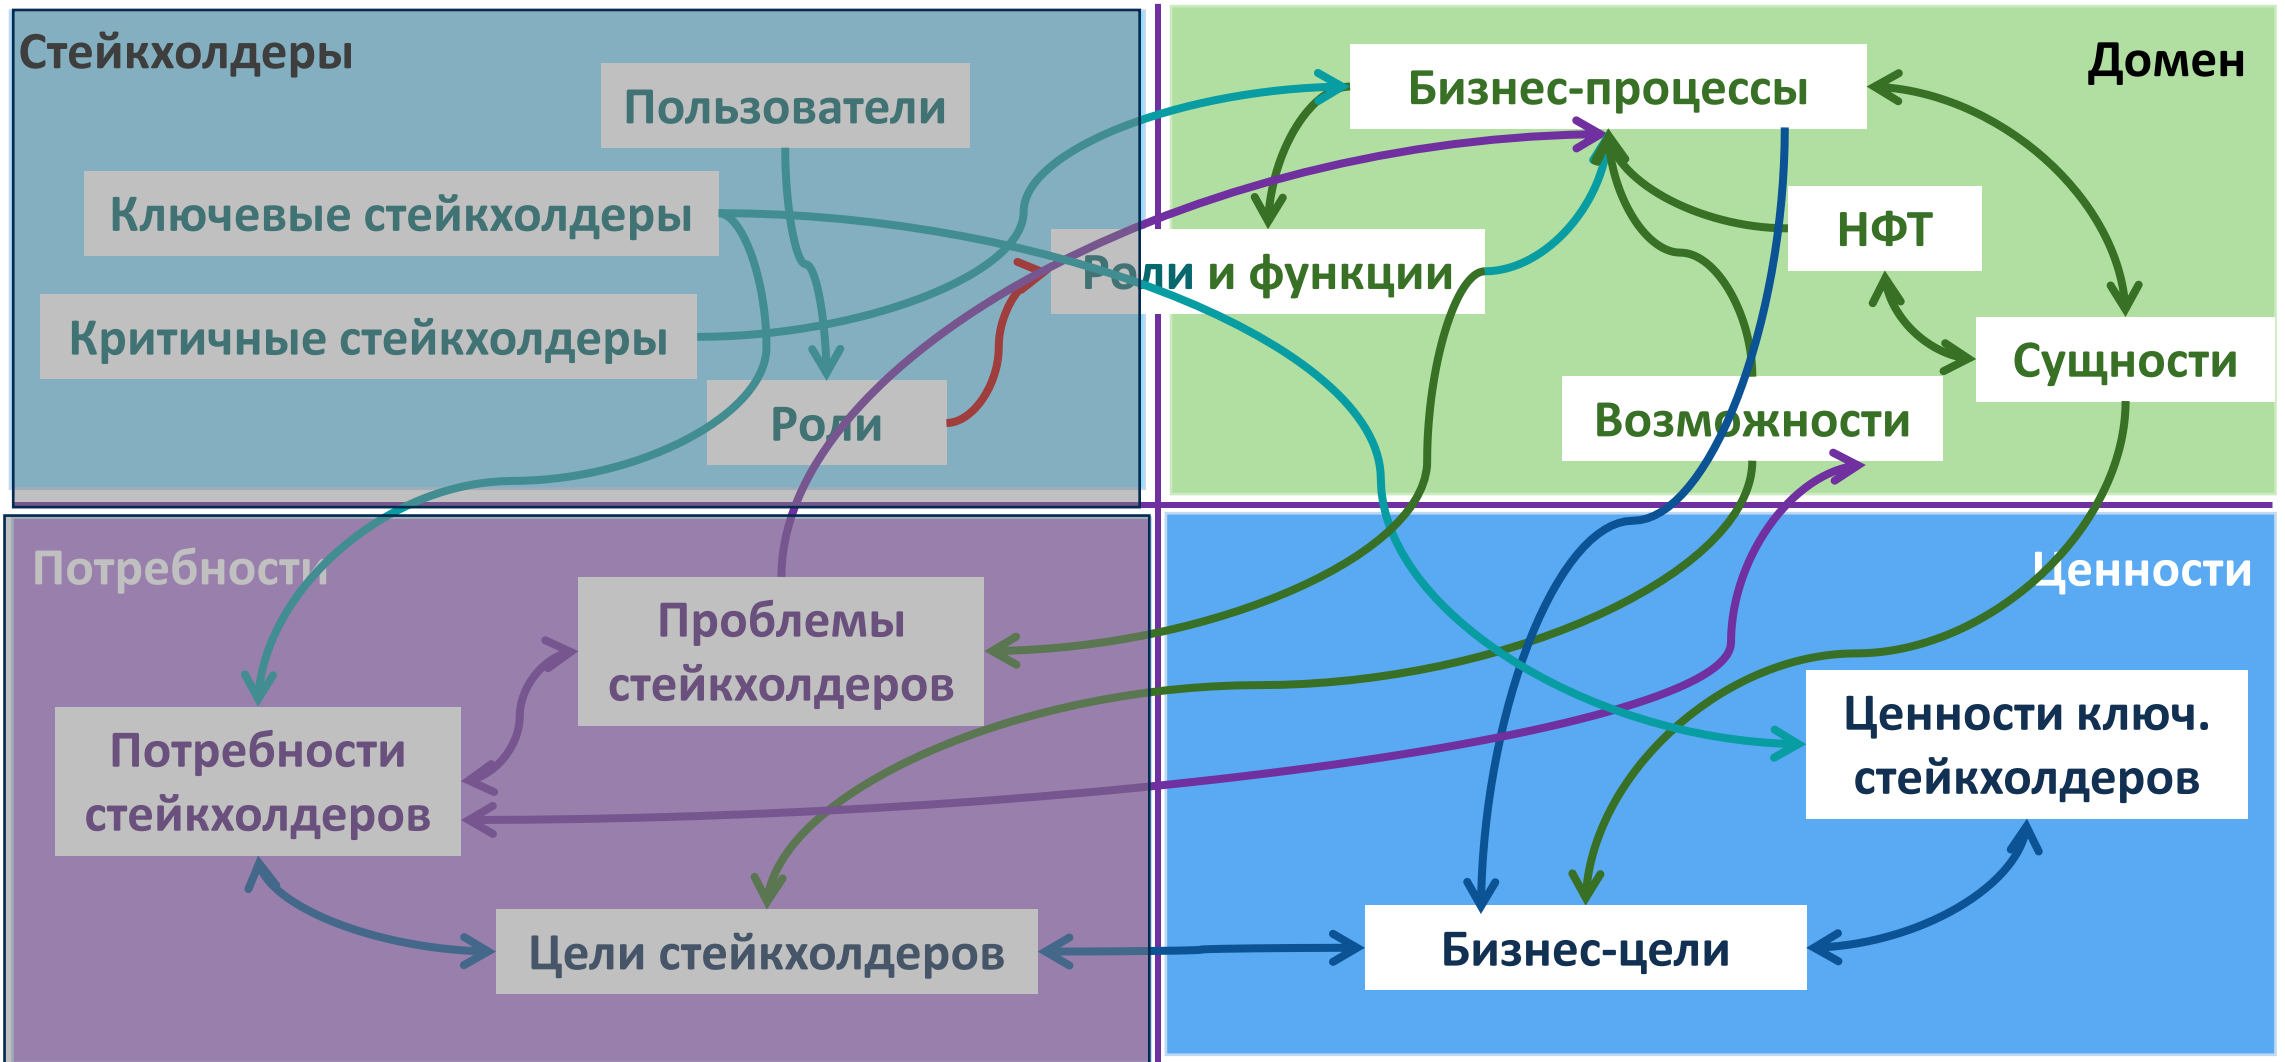 Стейкхолдеры
Пользователи
Ключевые стейкхолдеры
Критичные стейкхолдеры
Роли
Домен
Бизнес-процессы
Роли и функции
НФТ
Сущности
Возможности
Потребности
Проблемы
стейкхолдеров
Потребности
стейкхолдеров
Цели стейкхолдеров
Ценности
Ценности ключ.
стейкхолдеров
Бизнес-цели